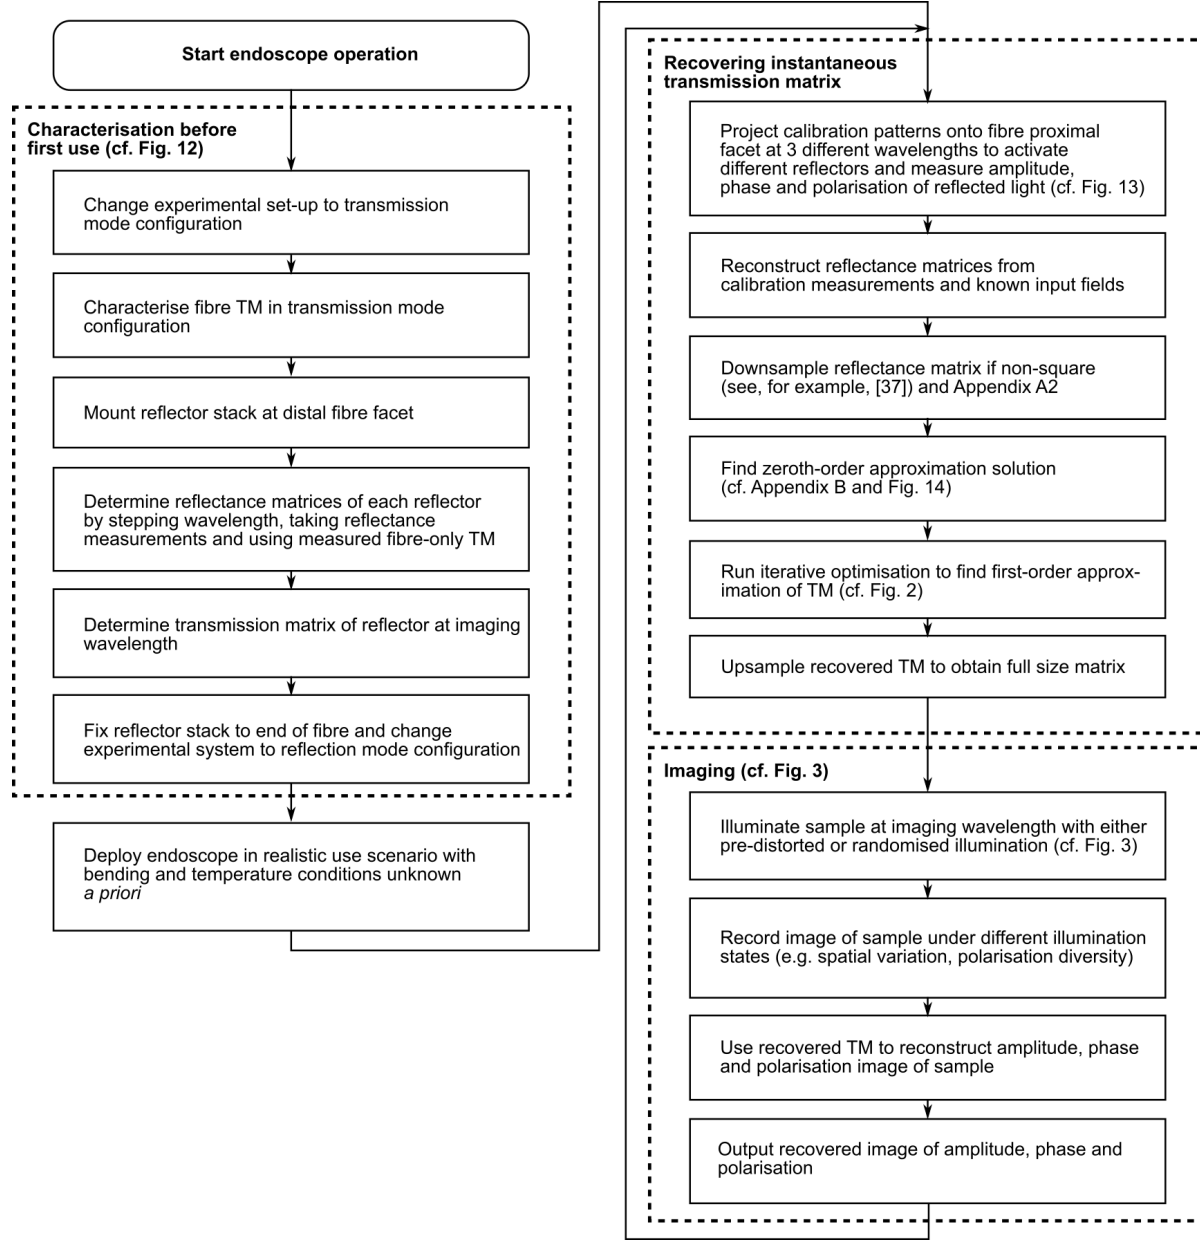 Start endoscope operation
Characterisation before
first use (cf. Fig. 12)
Change experimental set-up to transmission
mode configuration
Characterise fibre TM in transmission mode
configuration
Mount reflector stack at distal fibre facet
Determine reflectance matrices of each reflector
by stepping wavelength, taking reflectance
measurements and using measured fibre-only TM
Determine transmission matrix of reflector at imaging
wavelength
Fix reflector stack to end of fibre and change
experimental system to reflection mode configuration
Deploy endoscope in realistic use scenario with
bending and temperature conditions unknown
a priori
Recovering instantaneous
transmission matrix
Project calibration patterns onto fibre proximal
facet at 3 different wavelengths to activate
different reflectors and measure amplitude,
phase and polarisation of reflected light (cf. Fig. 13)
Reconstruct reflectance matrices from
calibration measurements and known input fields
Downsample reflectance matrix if non-square
(see, for example, [37]) and Appendix A2
Find zeroth-order approximation solution
(cf. Appendix B and Fig. 14)
Run iterative optimisation to find first-order approx-
imation of TM (cf. Fig. 2)
Upsample recovered TM to obtain full size matrix
Imaging (cf. Fig. 3)
Illuminate sample at imaging wavelength with either
pre-distorted or randomised illumination (cf. Fig. 3)
Record image of sample under different illumination
states (e.g. spatial variation, polarisation diversity)
Use recovered TM to reconstruct amplitude, phase
and polarisation image of sample
Output recovered image of amplitude, phase and
polarisation